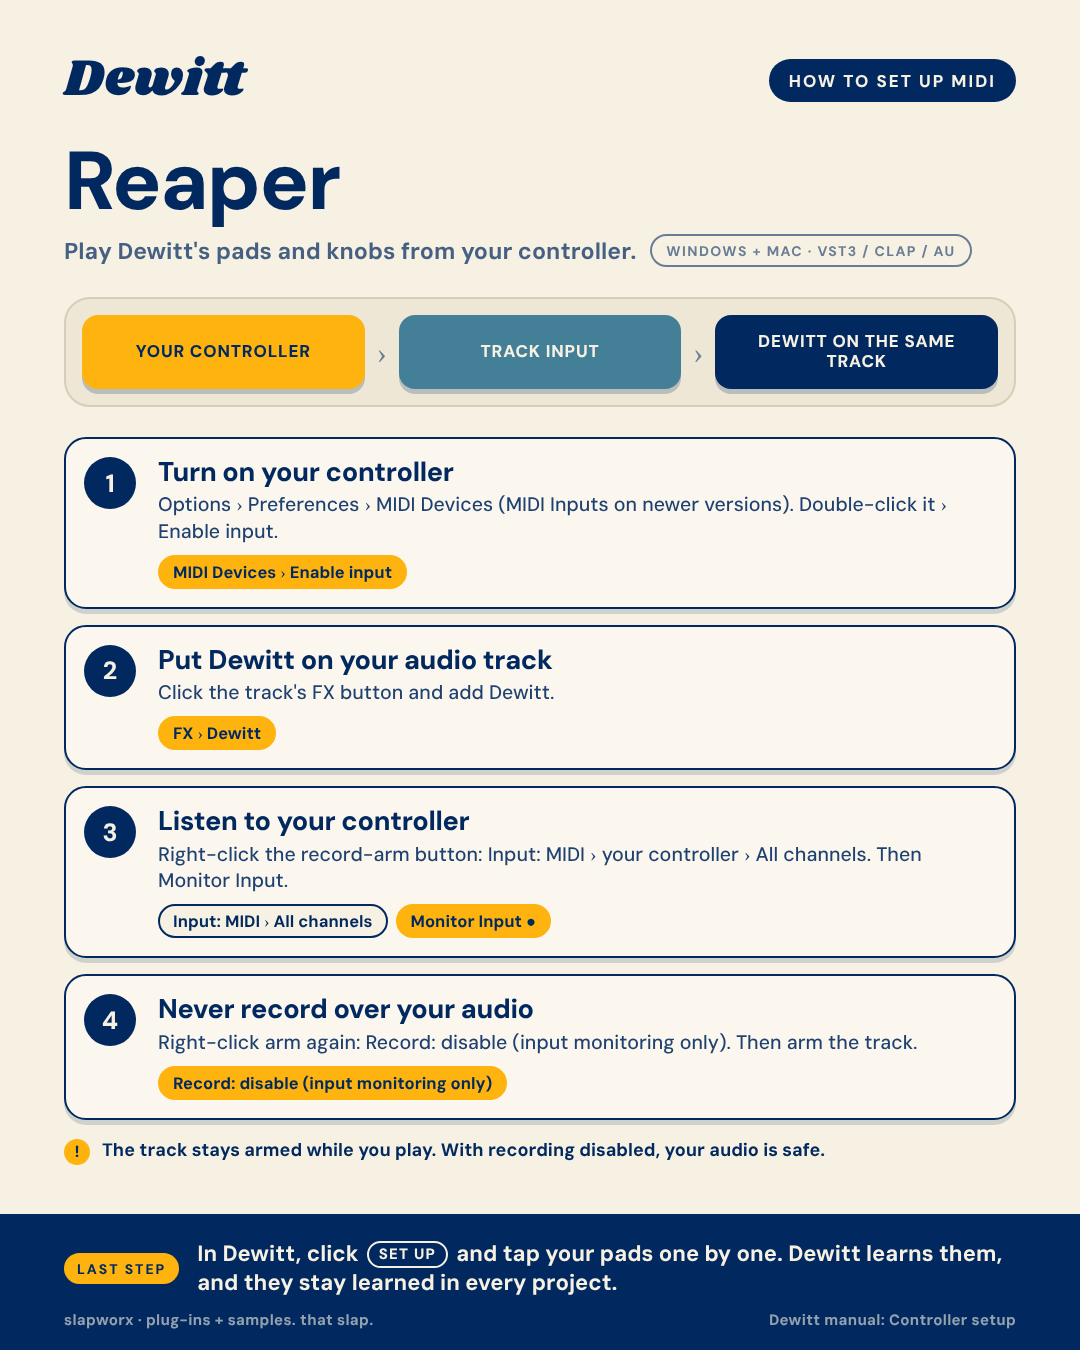 Dewitt
HOW TO SET UP MIDI
Reaper
Play Dewitt's pads and knobs from your controller.
WINDOWS + MAC · VST3 / CLAP / AU
YOUR CONTROLLER
›
TRACK INPUT
›
DEWITT ON THE SAME
TRACK
1
Turn on your controller
Options › Preferences › MIDI Devices (MIDI Inputs on newer versions). Double-click it ›
Enable input.
MIDI Devices › Enable input
2
Put Dewitt on your audio track
Click the track's FX button and add Dewitt.
FX › Dewitt
3
Listen to your controller
Right-click the record-arm button: Input: MIDI › your controller › All channels. Then
Monitor Input.
Input: MIDI › All channels
Monitor Input ●
4
Never record over your audio
Right-click arm again: Record: disable (input monitoring only). Then arm the track.
Record: disable (input monitoring only)
! The track stays armed while you play. With recording disabled, your audio is safe.
LAST STEP
In Dewitt, click SET UP and tap your pads one by one. Dewitt learns them,
and they stay learned in every project.
slapworx · plug-ins + samples. that slap.
Dewitt manual: Controller setup